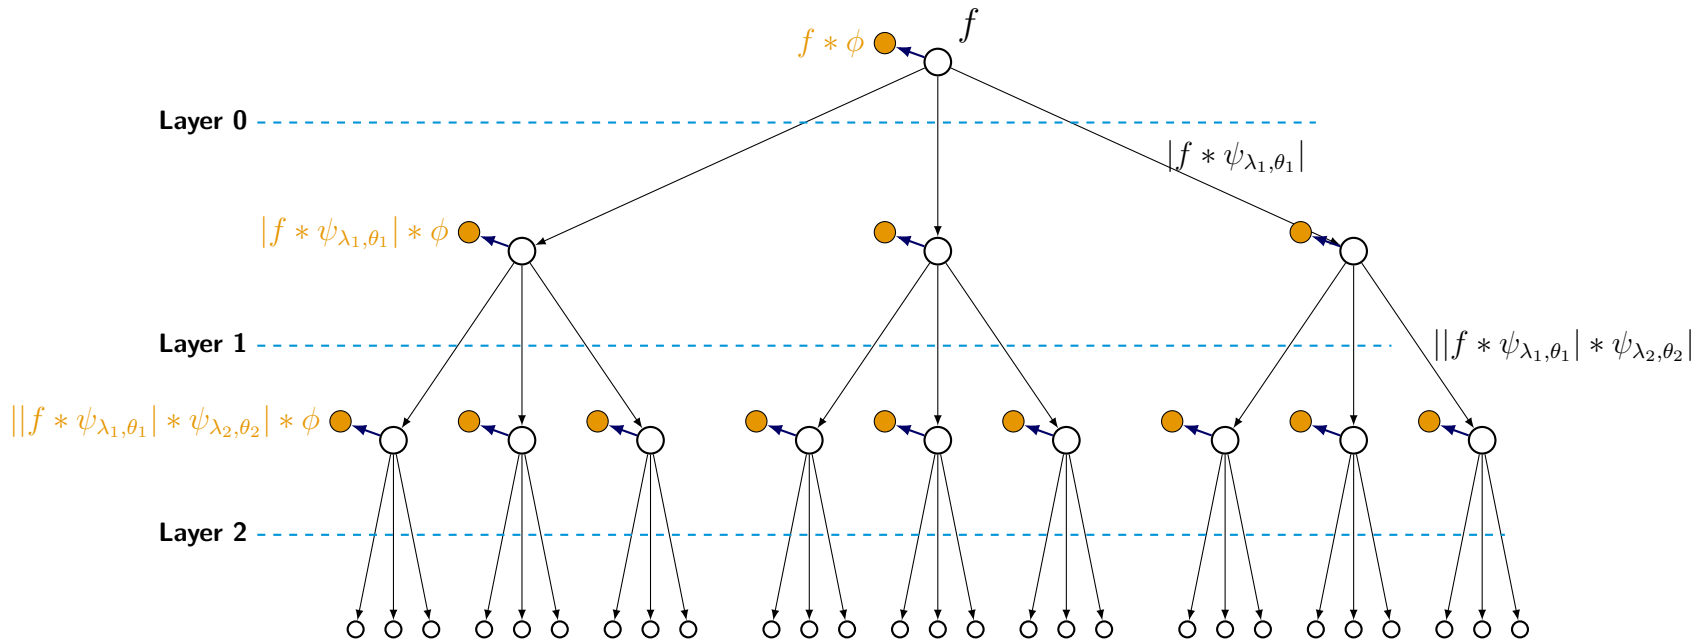 f
f ∗ ϕ
Layer 0
|f ∗ ψ_{λ₁,θ₁}|
|f ∗ ψ_{λ₁,θ₁}| ∗ ϕ
Layer 1
||f ∗ ψ_{λ₁,θ₁}| ∗ ψ_{λ₂,θ₂}|
||f ∗ ψ_{λ₁,θ₁}| ∗ ψ_{λ₂,θ₂}| ∗ ϕ
Layer 2